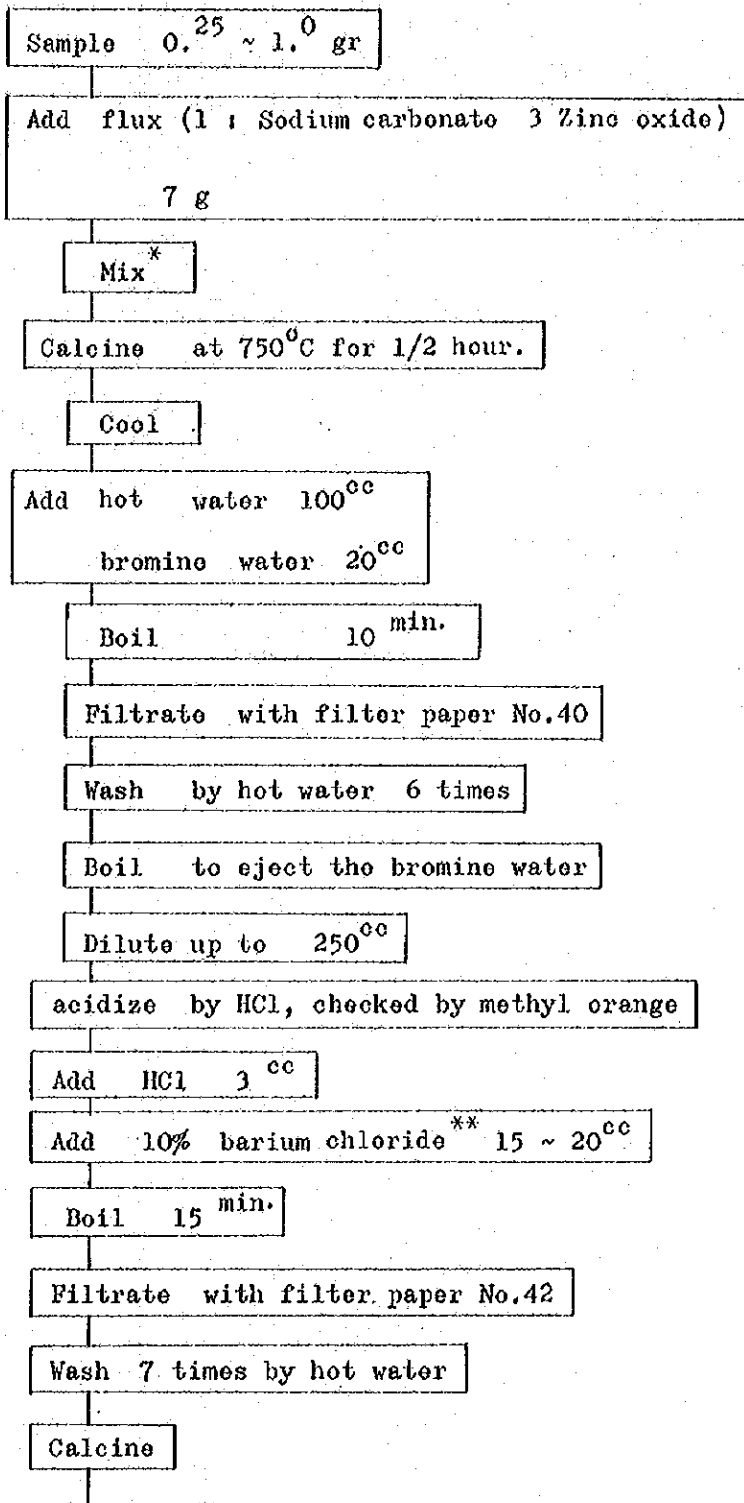 Sample 0.25 ~ 1.0 gr
Add flux (1 : Sodium carbonate 3 Zinc oxide)
7 g
Mix*
Calcine at 750°C for 1/2 hour.
Cool
Add hot water 100cc
bromine water 20cc
Boil 10 min.
Filtrate with filter paper No.40
Wash by hot water 6 times
Boil to eject the bromine water
Dilute up to 250cc
acidize by HCl, checked by methyl orange
Add HCl 3 cc
Add 10% barium chloride** 15 ~ 20cc
Boil 15 min.
Filtrate with filter paper No.42
Wash 7 times by hot water
Calcine